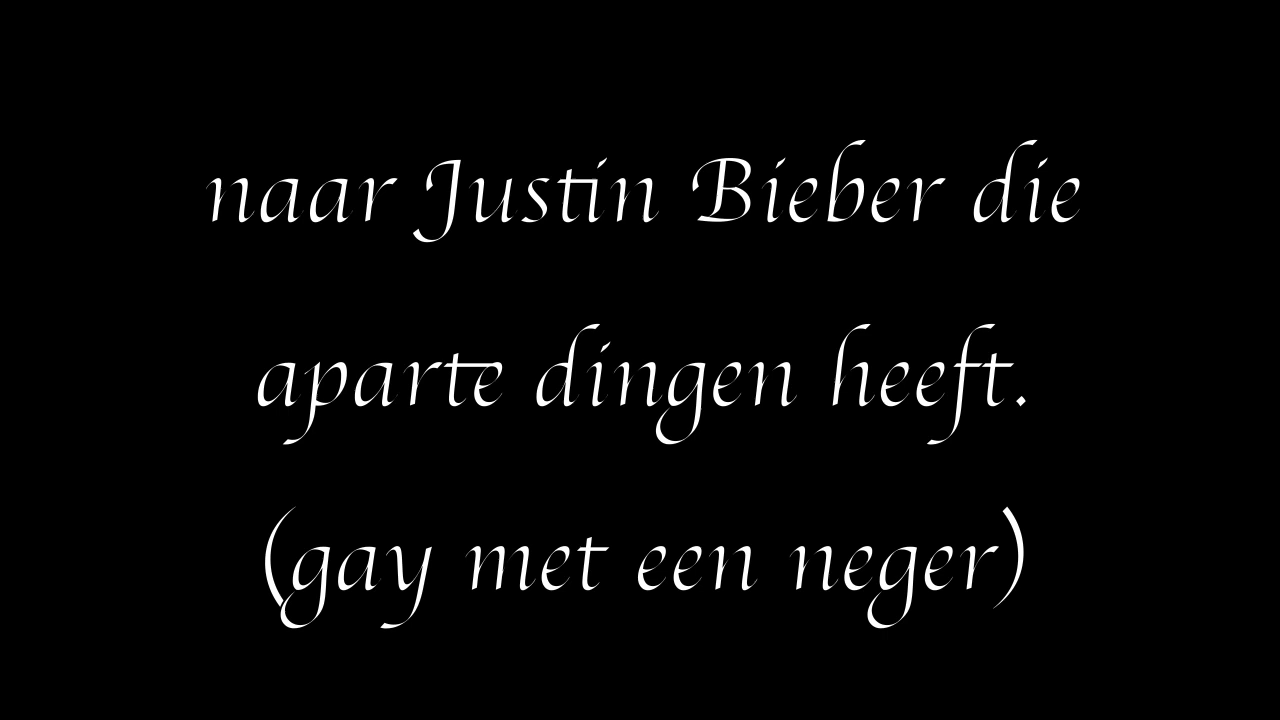 naar Justin Bieber die
aparte dingen heeft.
(gay met een neger)